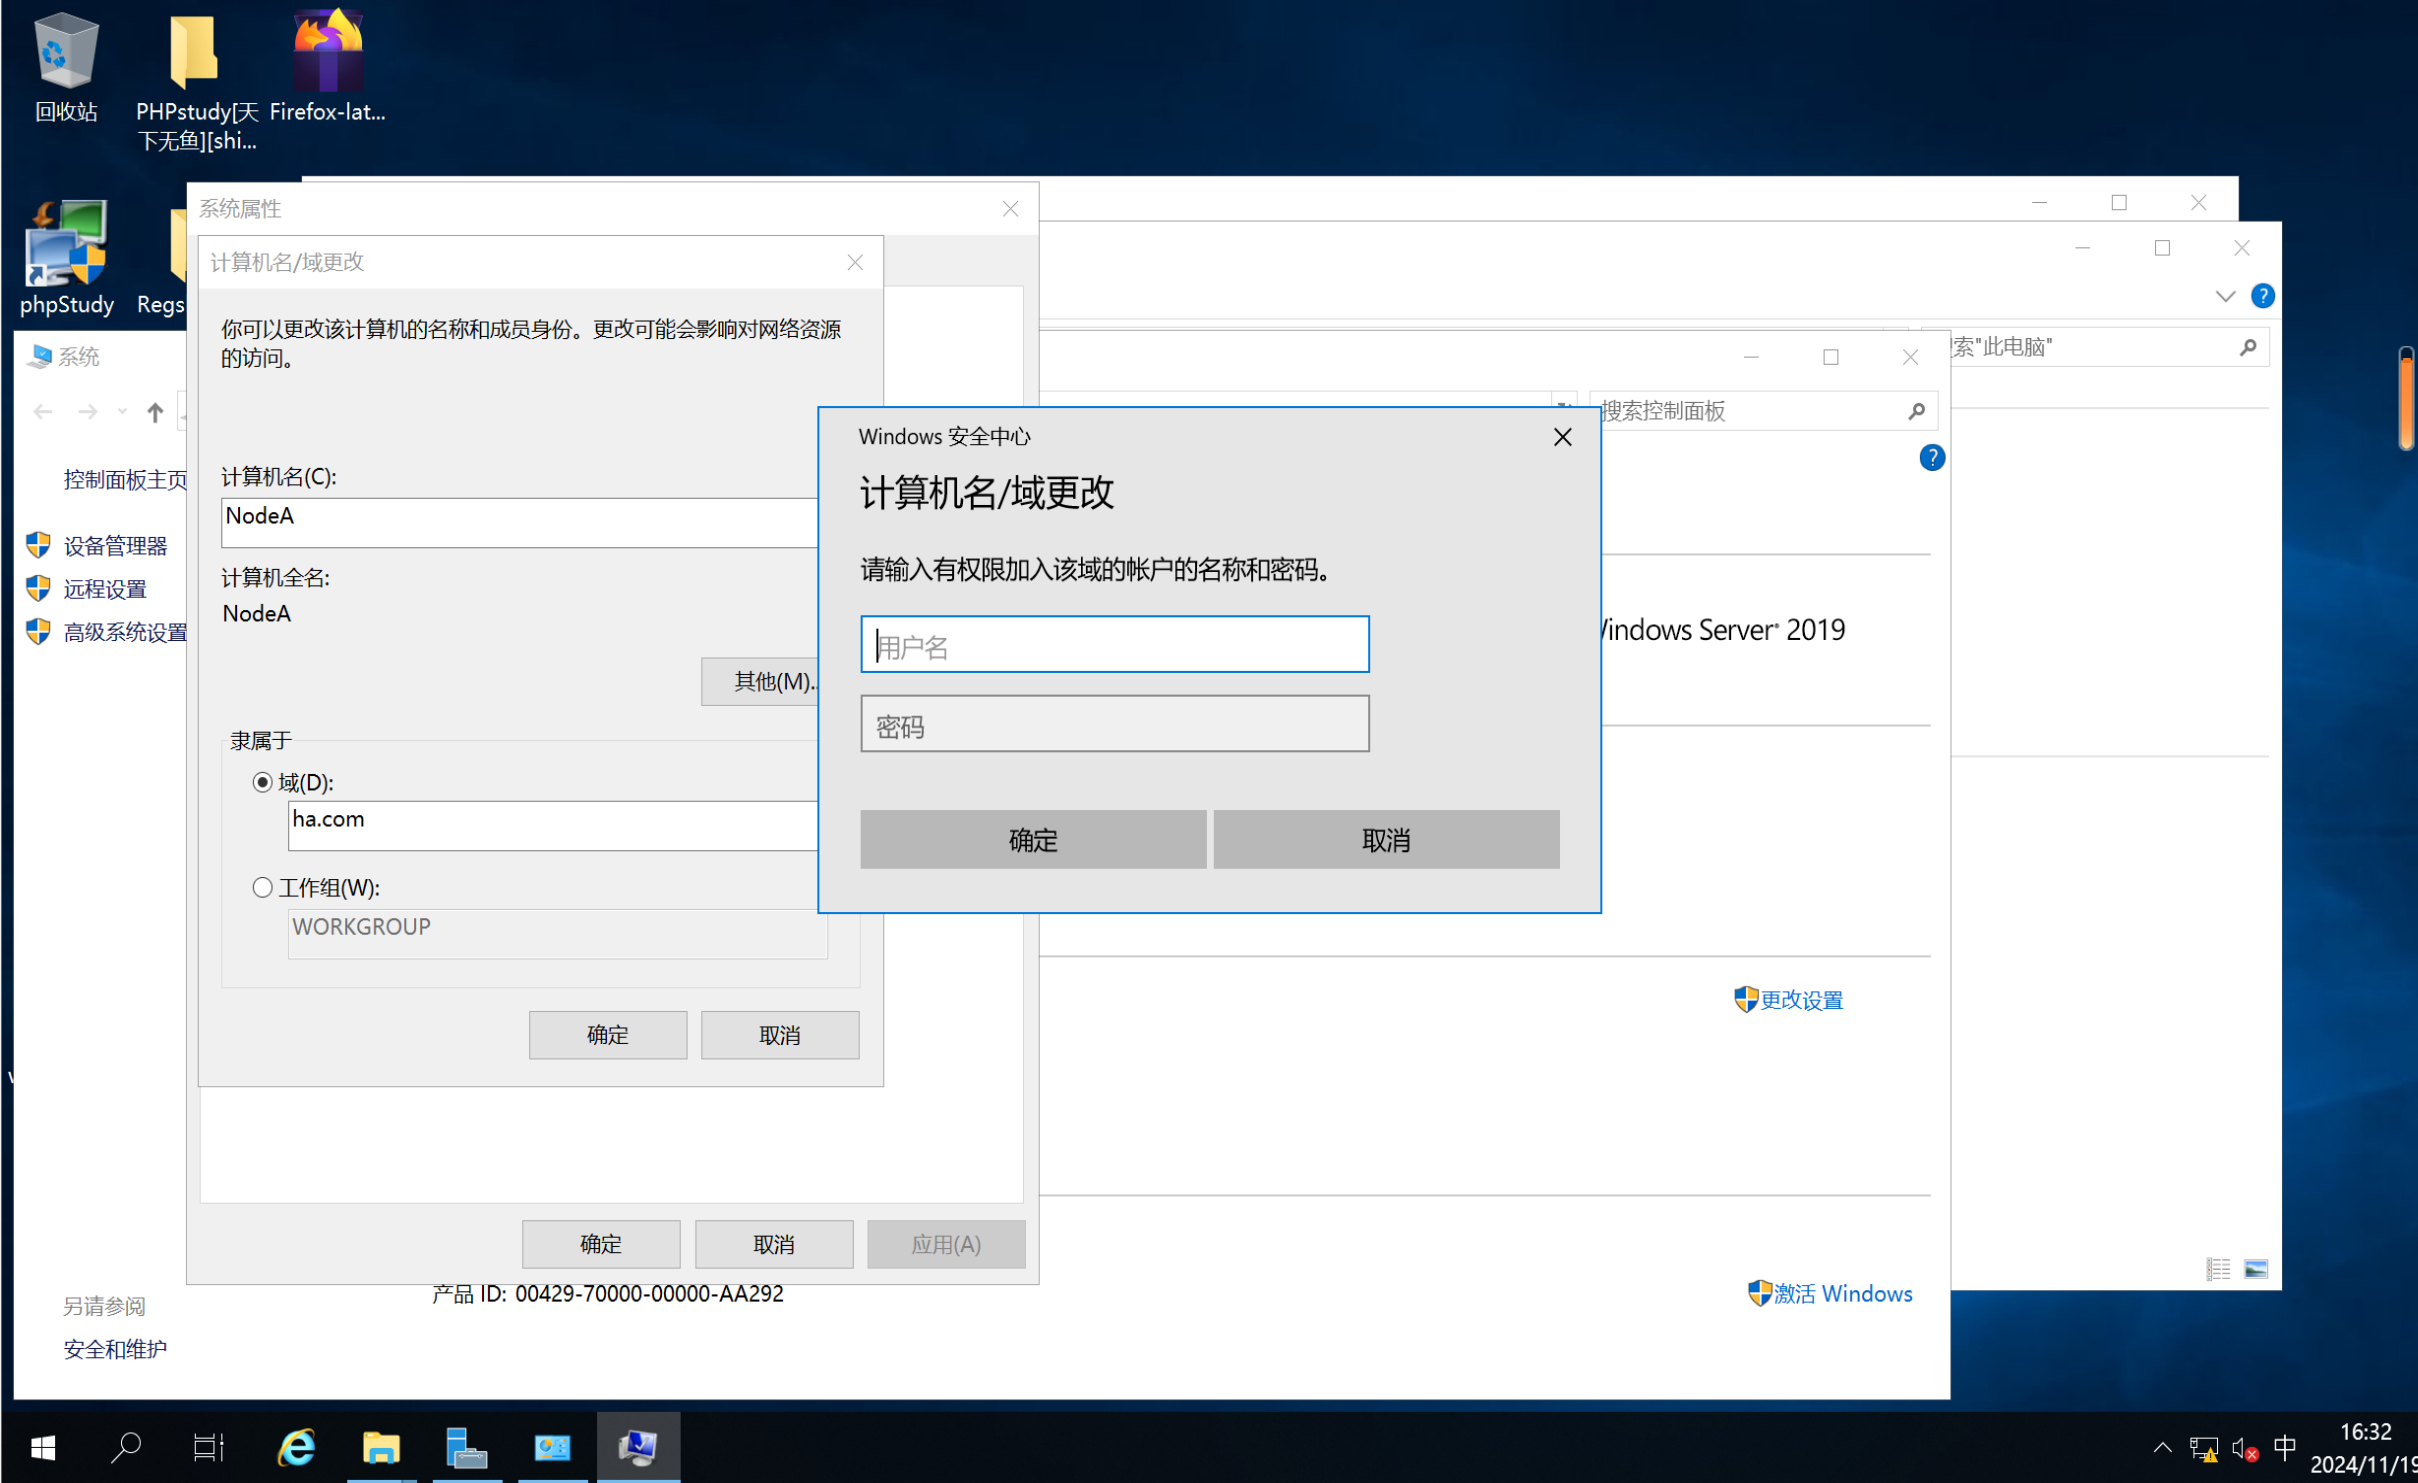 回收站
PHPstudy[天
下无鱼][shi...
Firefox-lat...
phpStudy
Regs
系统属性
计算机名/域更改
你可以更改该计算机的名称和成员身份。更改可能会影响对网络资源
的访问。
计算机名(C):
NodeA
计算机全名:
NodeA
其他(M)..
隶属于
域(D):
ha.com
工作组(W):
WORKGROUP
确定
取消
确定
取消
应用(A)
系统
控制面板主页
设备管理器
远程设置
高级系统设置
另请参阅
安全和维护
Windows 安全中心
计算机名/域更改
请输入有权限加入该域的帐户的名称和密码。
用户名
密码
确定
取消
搜索控制面板
索"此电脑"
indows Server® 2019
更改设置
产品 ID: 00429-70000-00000-AA292
激活 Windows
中
16:32
2024/11/19